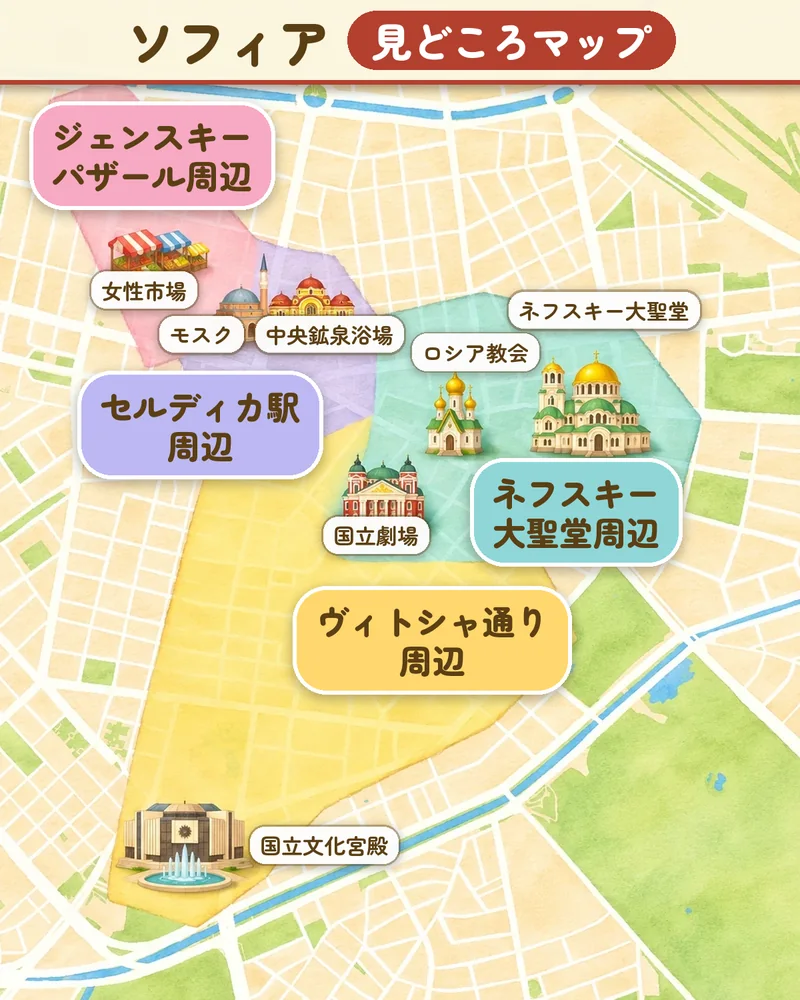 ソフィア 見どころマップ
ジェンスキー
パザール周辺
女性市場
モスク
中央鉱泉浴場
ネフスキー大聖堂
ロシア教会
セルディカ駅
周辺
国立劇場
ネフスキー
大聖堂周辺
ヴィトシャ通り
周辺
国立文化宮殿